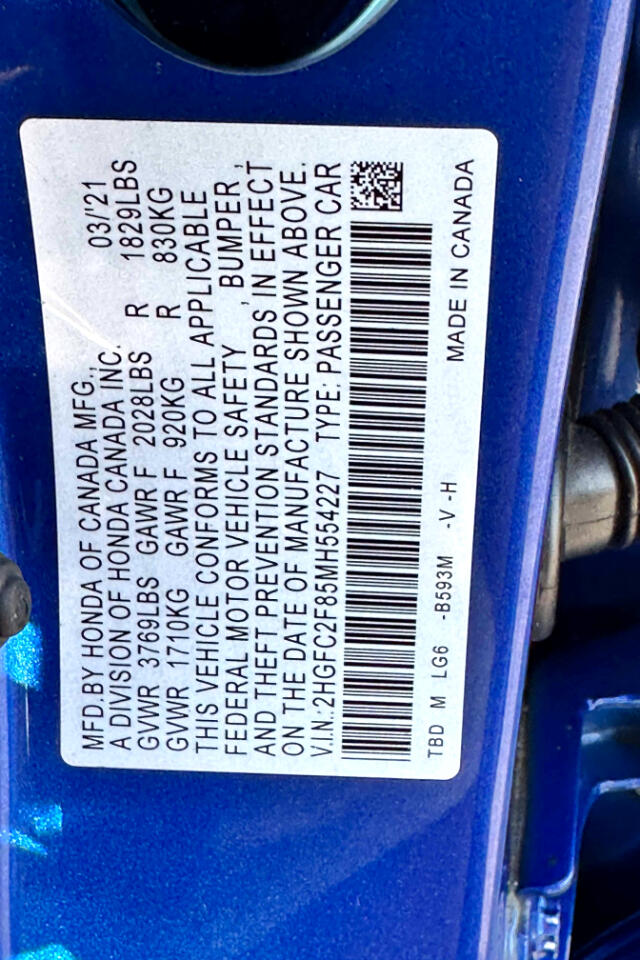 MFD.BY HONDA OF CANADA MFG., 03/'21
A DIVISION OF HONDA CANADA INC.
GVWR 3769LBS GAWR F 2028LBS R 1829LBS
GVWR 1710KG GAWR F 920KG R 830KG
THIS VEHICLE CONFORMS TO ALL APPLICABLE
FEDERAL MOTOR VEHICLE SAFETY , BUMPER ,
AND THEFT PREVENTION STANDARDS IN EFFECT
ON THE DATE OF MANUFACTURE SHOWN ABOVE.
V.IN.:2HGFC2F85MH554227 TYPE: PASSENGER CAR
TBD M LG6 -B593M -V -H MADE IN CANADA